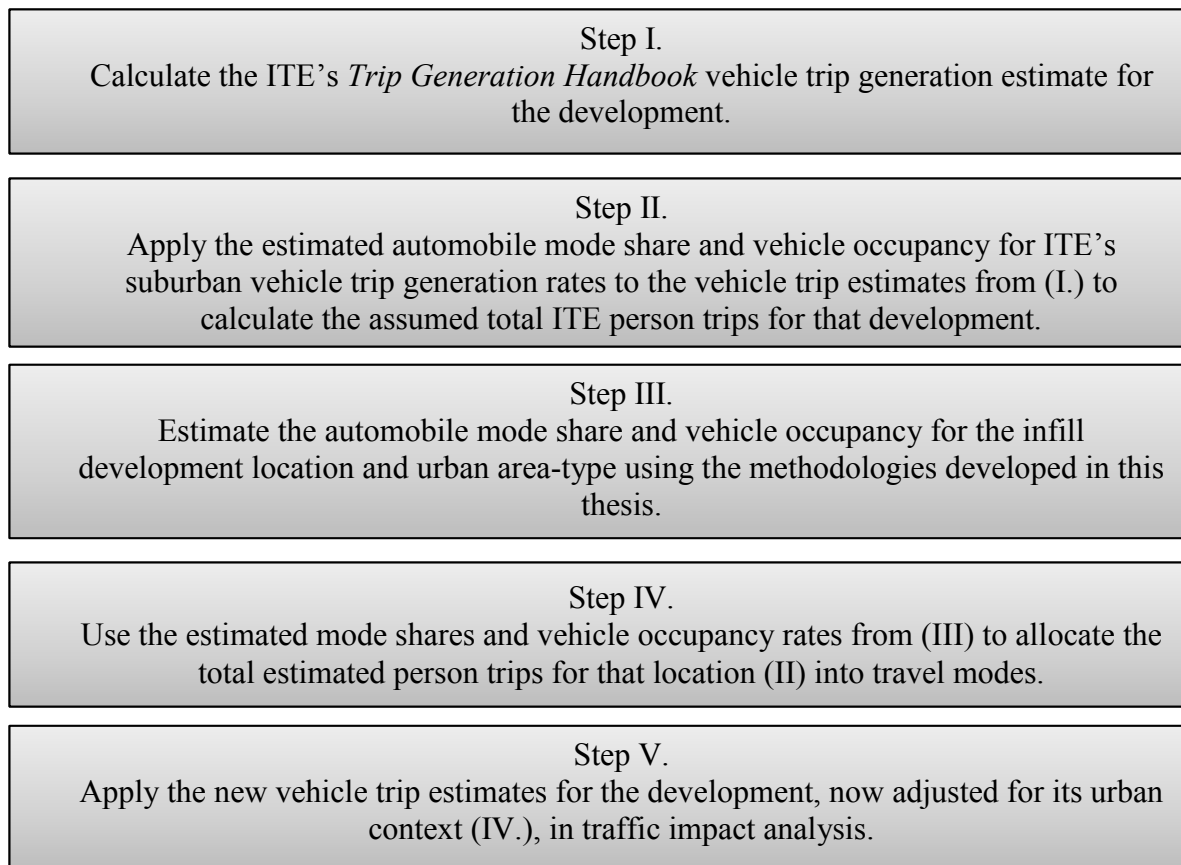 Step I.
Calculate the ITE's Trip Generation Handbook vehicle trip generation estimate for
the development.
Step II.
Apply the estimated automobile mode share and vehicle occupancy for ITE's
suburban vehicle trip generation rates to the vehicle trip estimates from (I.) to
calculate the assumed total ITE person trips for that development.
Step III.
Estimate the automobile mode share and vehicle occupancy for the infill
development location and urban area-type using the methodologies developed in this
thesis.
Step IV.
Use the estimated mode shares and vehicle occupancy rates from (III) to allocate the
total estimated person trips for that location (II) into travel modes.
Step V.
Apply the new vehicle trip estimates for the development, now adjusted for its urban
context (IV.), in traffic impact analysis.